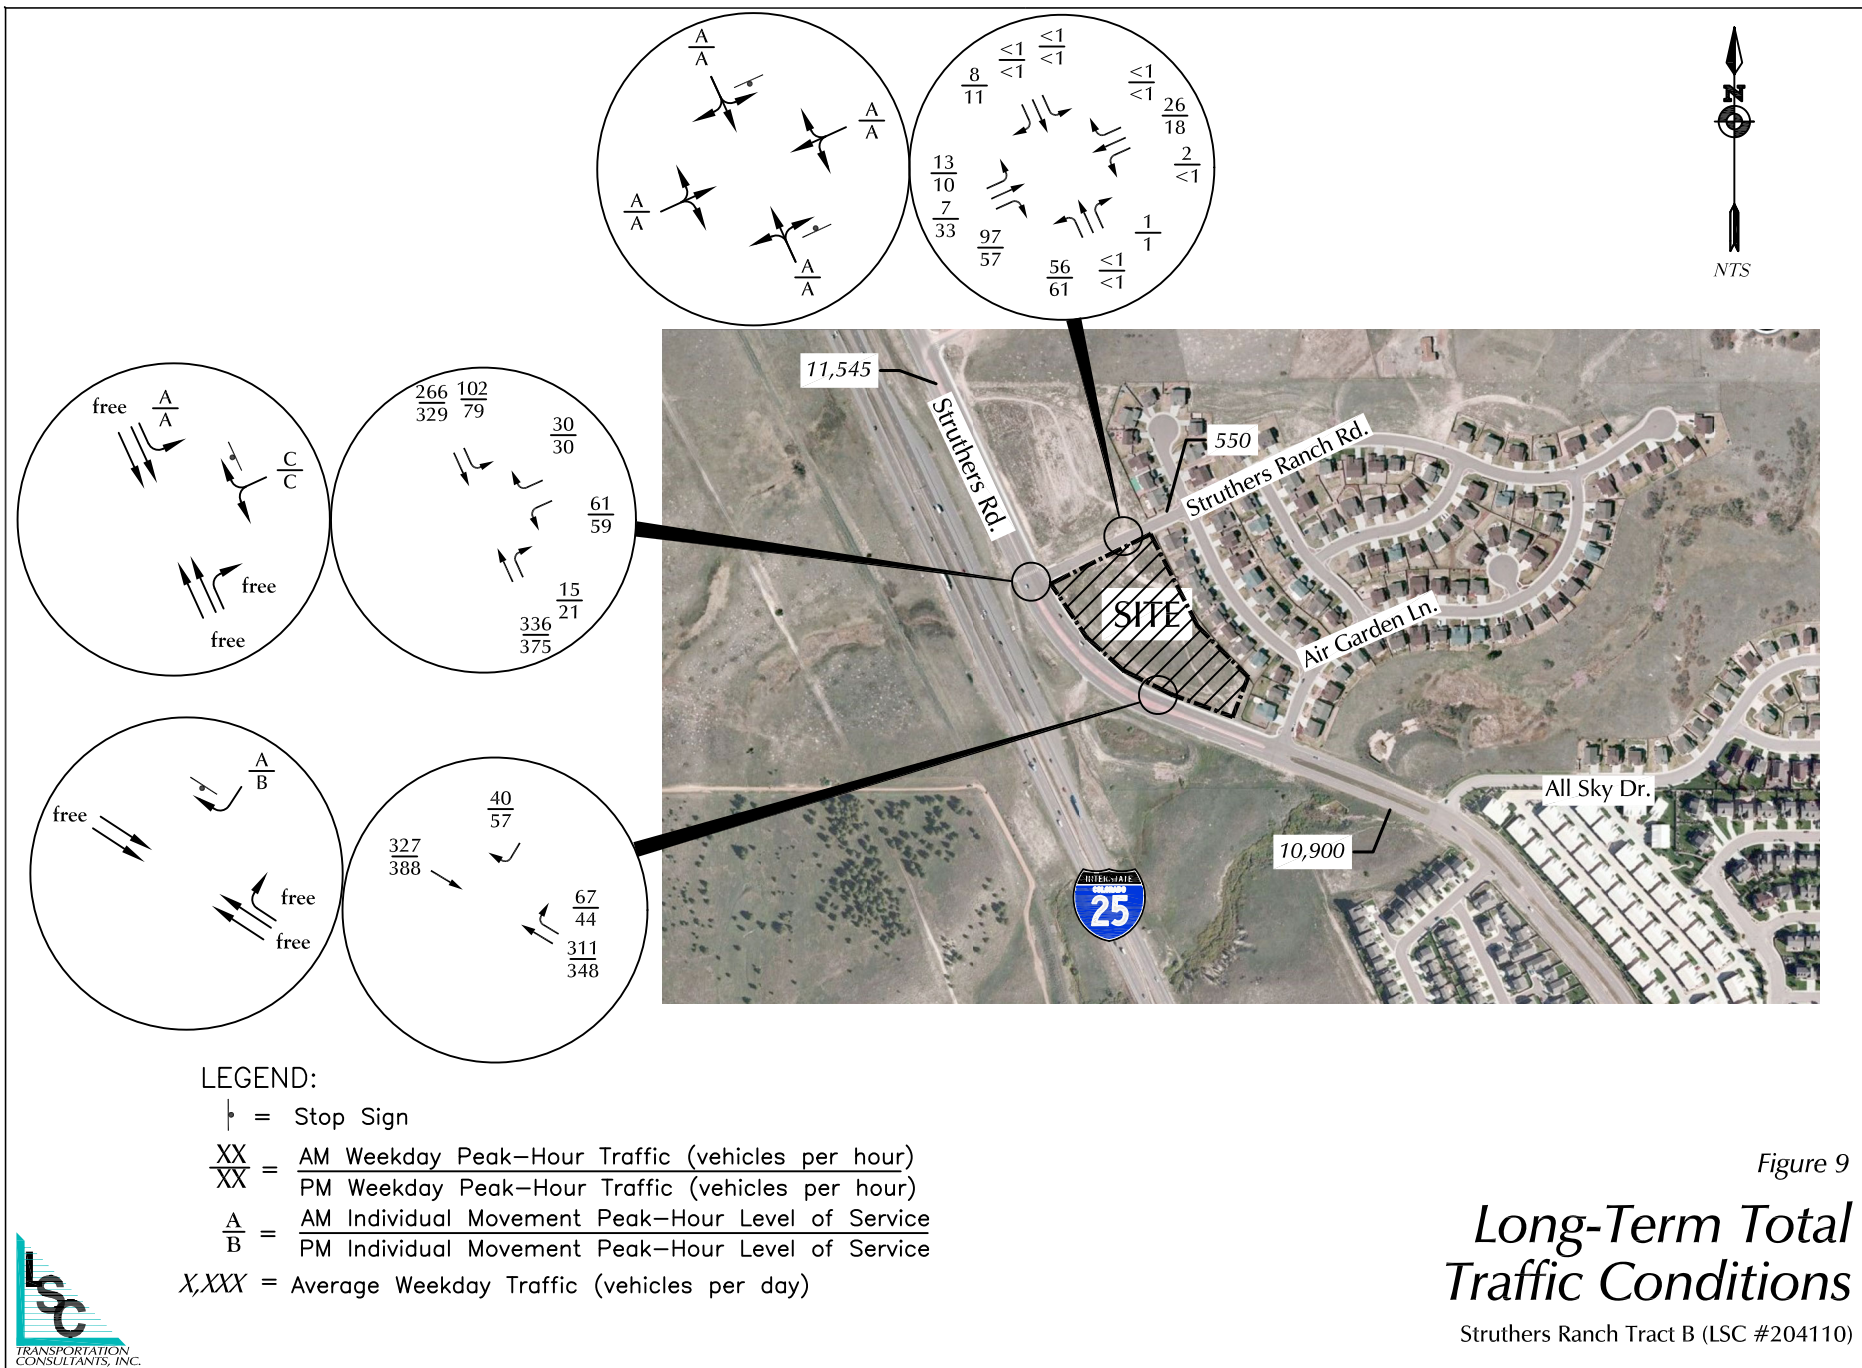 A
A
A
A
A
A
A
A
<1
<1
<1
<1
8
11
<1
<1
26
18
2
<1
13
10
7
33
97
57
1
1
<1
<1
56
61
N
NTS
free
A
A
C
C
free
free
266
329
102
79
30
30
61
59
15
21
336
375
11,545
Struthers Rd.
550
Struthers Ranch Rd.
SITE
Air Garden Ln.
All Sky Dr.
10,900
INTERSTATE
COLORADO
25
A
B
free
free
free
40
57
327
388
67
44
311
348
LEGEND:
= Stop Sign
XX
XX
=
AM Weekday Peak-Hour Traffic (vehicles per hour)
PM Weekday Peak-Hour Traffic (vehicles per hour)
A
B
=
AM Individual Movement Peak-Hour Level of Service
PM Individual Movement Peak-Hour Level of Service
X,XXX = Average Weekday Traffic (vehicles per day)
LSC
TRANSPORTATION
CONSULTANTS, INC.
Figure 9
Long-Term Total
Traffic Conditions
Struthers Ranch Tract B (LSC #204110)